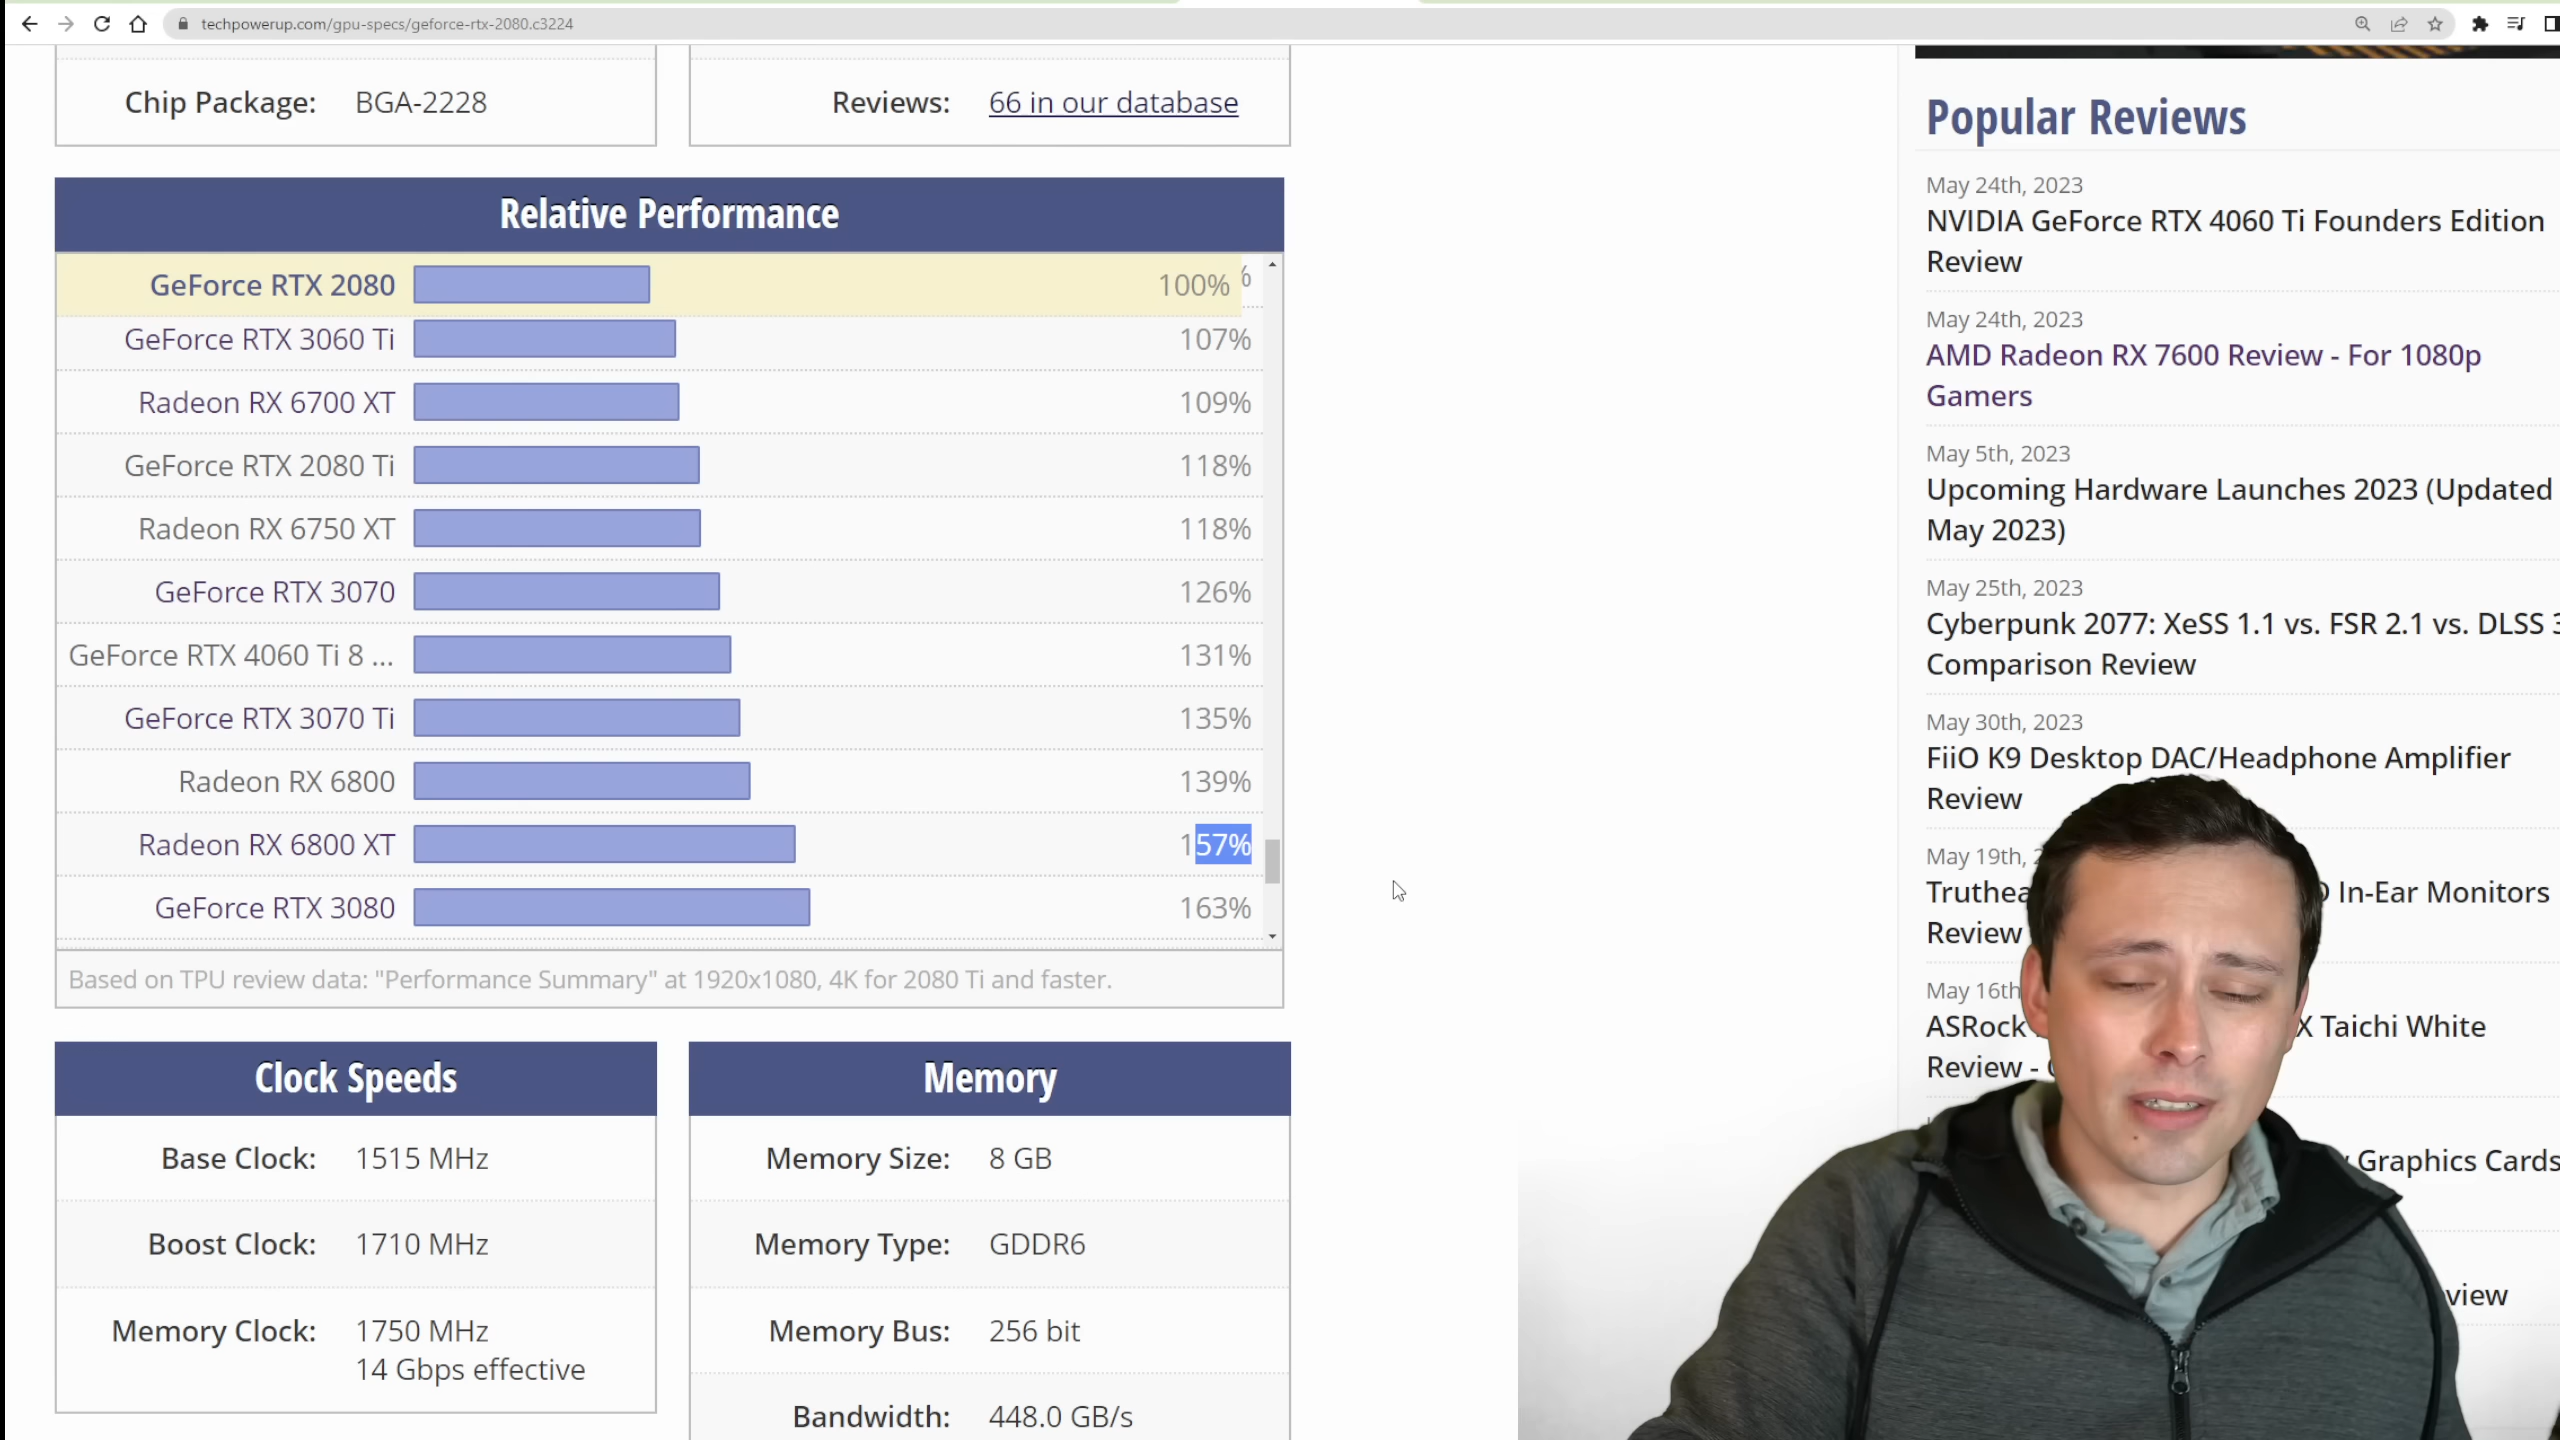 techpowerup.com/gpu-specs/geforce-rtx-2080.c3224
Chip Package: BGA-2228
Reviews: 66 in our database
Relative Performance
GeForce RTX 2080 100% %
GeForce RTX 3060 Ti 107%
Radeon RX 6700 XT 109%
GeForce RTX 2080 Ti 118%
Radeon RX 6750 XT 118%
GeForce RTX 3070 126%
GeForce RTX 4060 Ti 8 ... 131%
GeForce RTX 3070 Ti 135%
Radeon RX 6800 139%
Radeon RX 6800 XT 157%
GeForce RTX 3080 163%
Based on TPU review data: "Performance Summary" at 1920x1080, 4K for 2080 Ti and faster.
Clock Speeds
Base Clock: 1515 MHz
Boost Clock: 1710 MHz
Memory Clock: 1750 MHz
14 Gbps effective
Memory
Memory Size: 8 GB
Memory Type: GDDR6
Memory Bus: 256 bit
Bandwidth: 448.0 GB/s
Popular Reviews
May 24th, 2023
NVIDIA GeForce RTX 4060 Ti Founders Edition
Review
May 24th, 2023
AMD Radeon RX 7600 Review - For 1080p
Gamers
May 5th, 2023
Upcoming Hardware Launches 2023 (Updated
May 2023)
May 25th, 2023
Cyberpunk 2077: XeSS 1.1 vs. FSR 2.1 vs. DLSS
Comparison Review
May 30th, 2023
FiiO K9 Desktop DAC/Headphone Amplifier
Review
May 19th,
In-Ear Monitors
Review
May 16th
ASRock X Taichi White
Review -
Graphics Cards